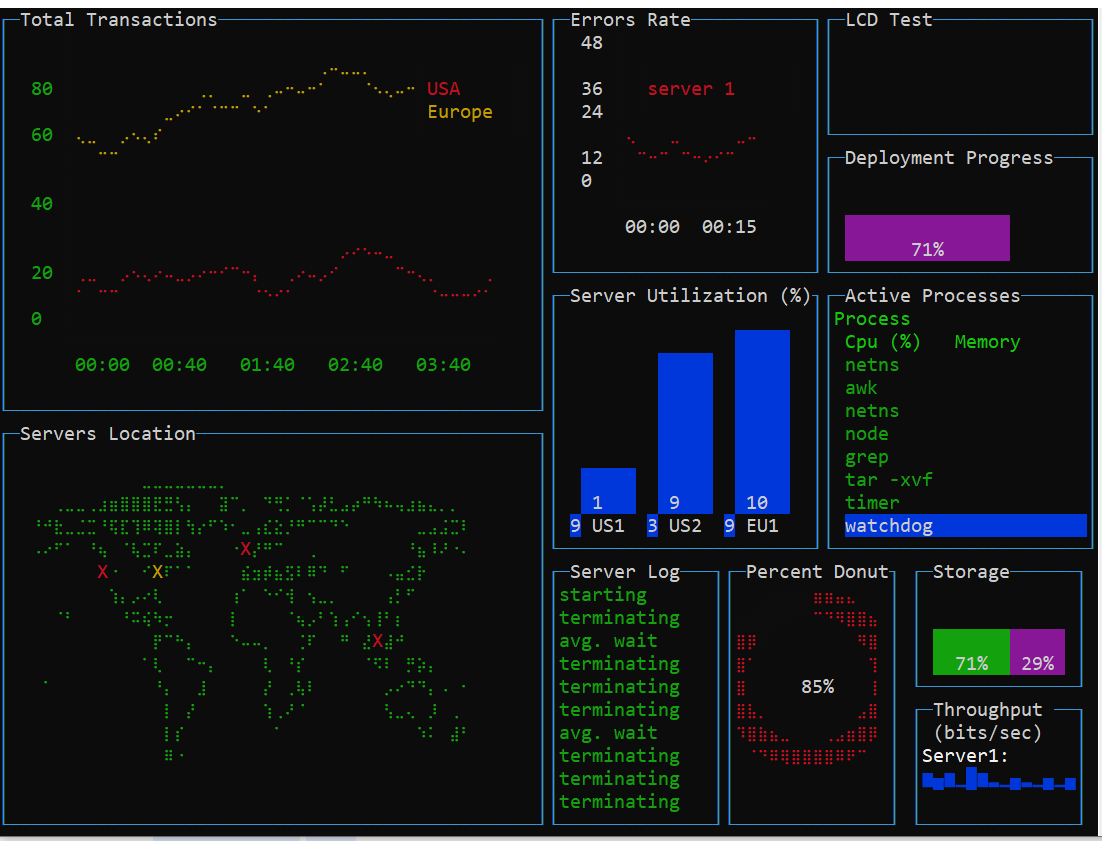 Total Transactions
80
60
40
20
0
USA
Europe
00:00 00:40 01:40 02:40 03:40
Servers Location
X
X
X
X
Errors Rate
48
36
24
12
0
server 1
00:00 00:15
Server Utilization (%)
1 9 10
9 US1 3 US2 9 EU1
Server Log
starting
terminating
avg. wait
terminating
terminating
terminating
avg. wait
terminating
terminating
terminating
Percent Donut
85%
LCD Test
Deployment Progress
71%
Active Processes
Process
Cpu (%) Memory
netns
awk
netns
node
grep
tar -xvf
timer
watchdog
Storage
71% 29%
Throughput
(bits/sec)
Server1: